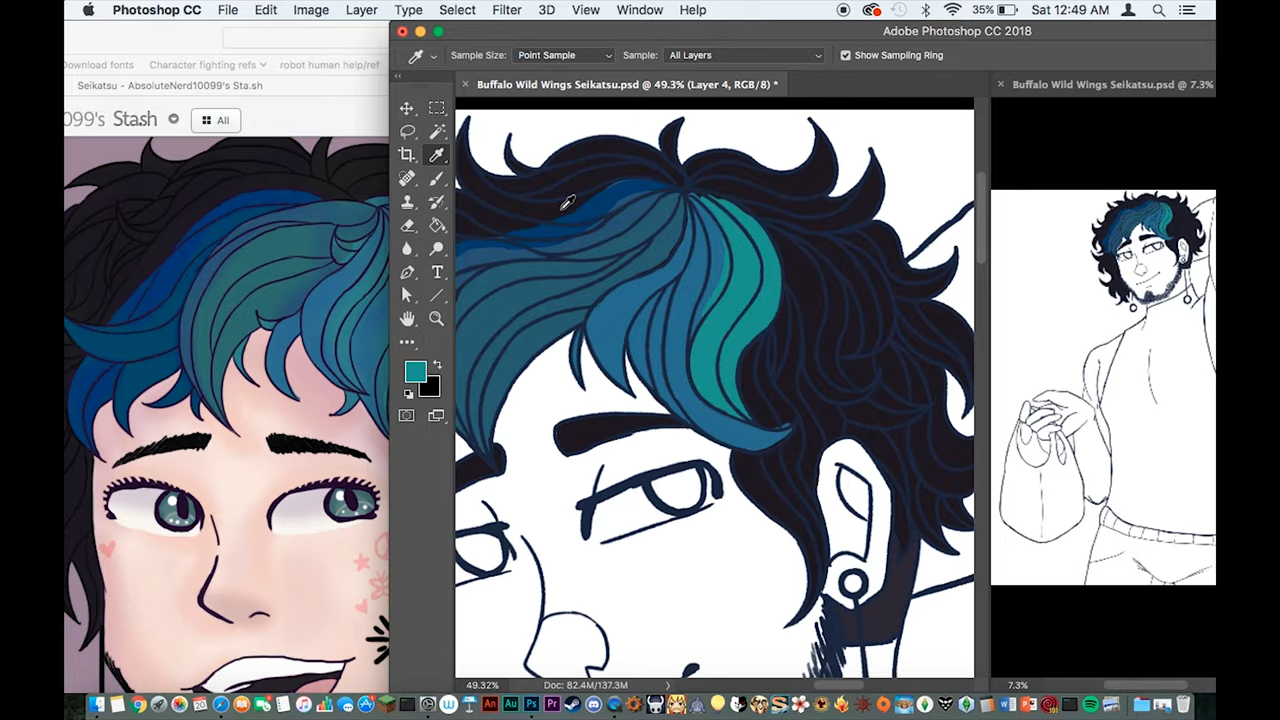 Photoshop CC File Edit Image Layer Type Select Filter 3D View Window Help 35% Sat 12:49 AM
Adobe Photoshop CC 2018
Sample Size: Point Sample Sample: All Layers Show Sampling Ring
Download fonts Character fighting refs robot human help/ref
Seikatsu - AbsoluteNerd10099's Sta.sh
Buffalo Wild Wings Seikatsu.psd @ 49.3% (Layer 4, RGB/8) *
Buffalo Wild Wings Seikatsu.psd @ 7.3%
099's Stash All
49.32% Doc: 82.4M/137.3M
7.3%